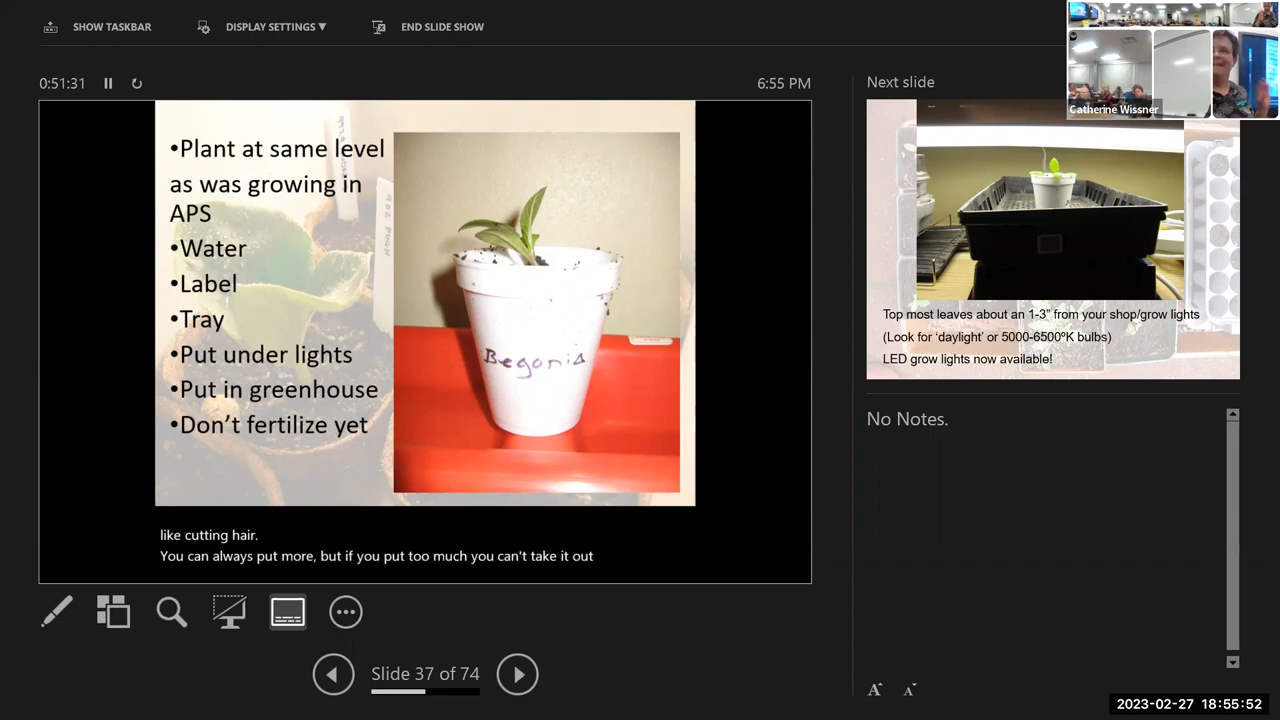 SHOW TASKBAR
DISPLAY SETTINGS ▼
END SLIDE SHOW
0:51:31
6:55 PM
•Plant at same level
as was growing in
APS
•Water
•Label
•Tray
•Put under lights
•Put in greenhouse
•Don’t fertilize yet
Begonia
like cutting hair.
You can always put more, but if you put too much you can't take it out
Slide 37 of 74
Next slide
Catherine Wissner
Top most leaves about an 1-3” from your shop/grow lights
(Look for ‘daylight’ or 5000-6500ºK bulbs)
LED grow lights now available!
No Notes.
A A
2023-02-27 18:55:52